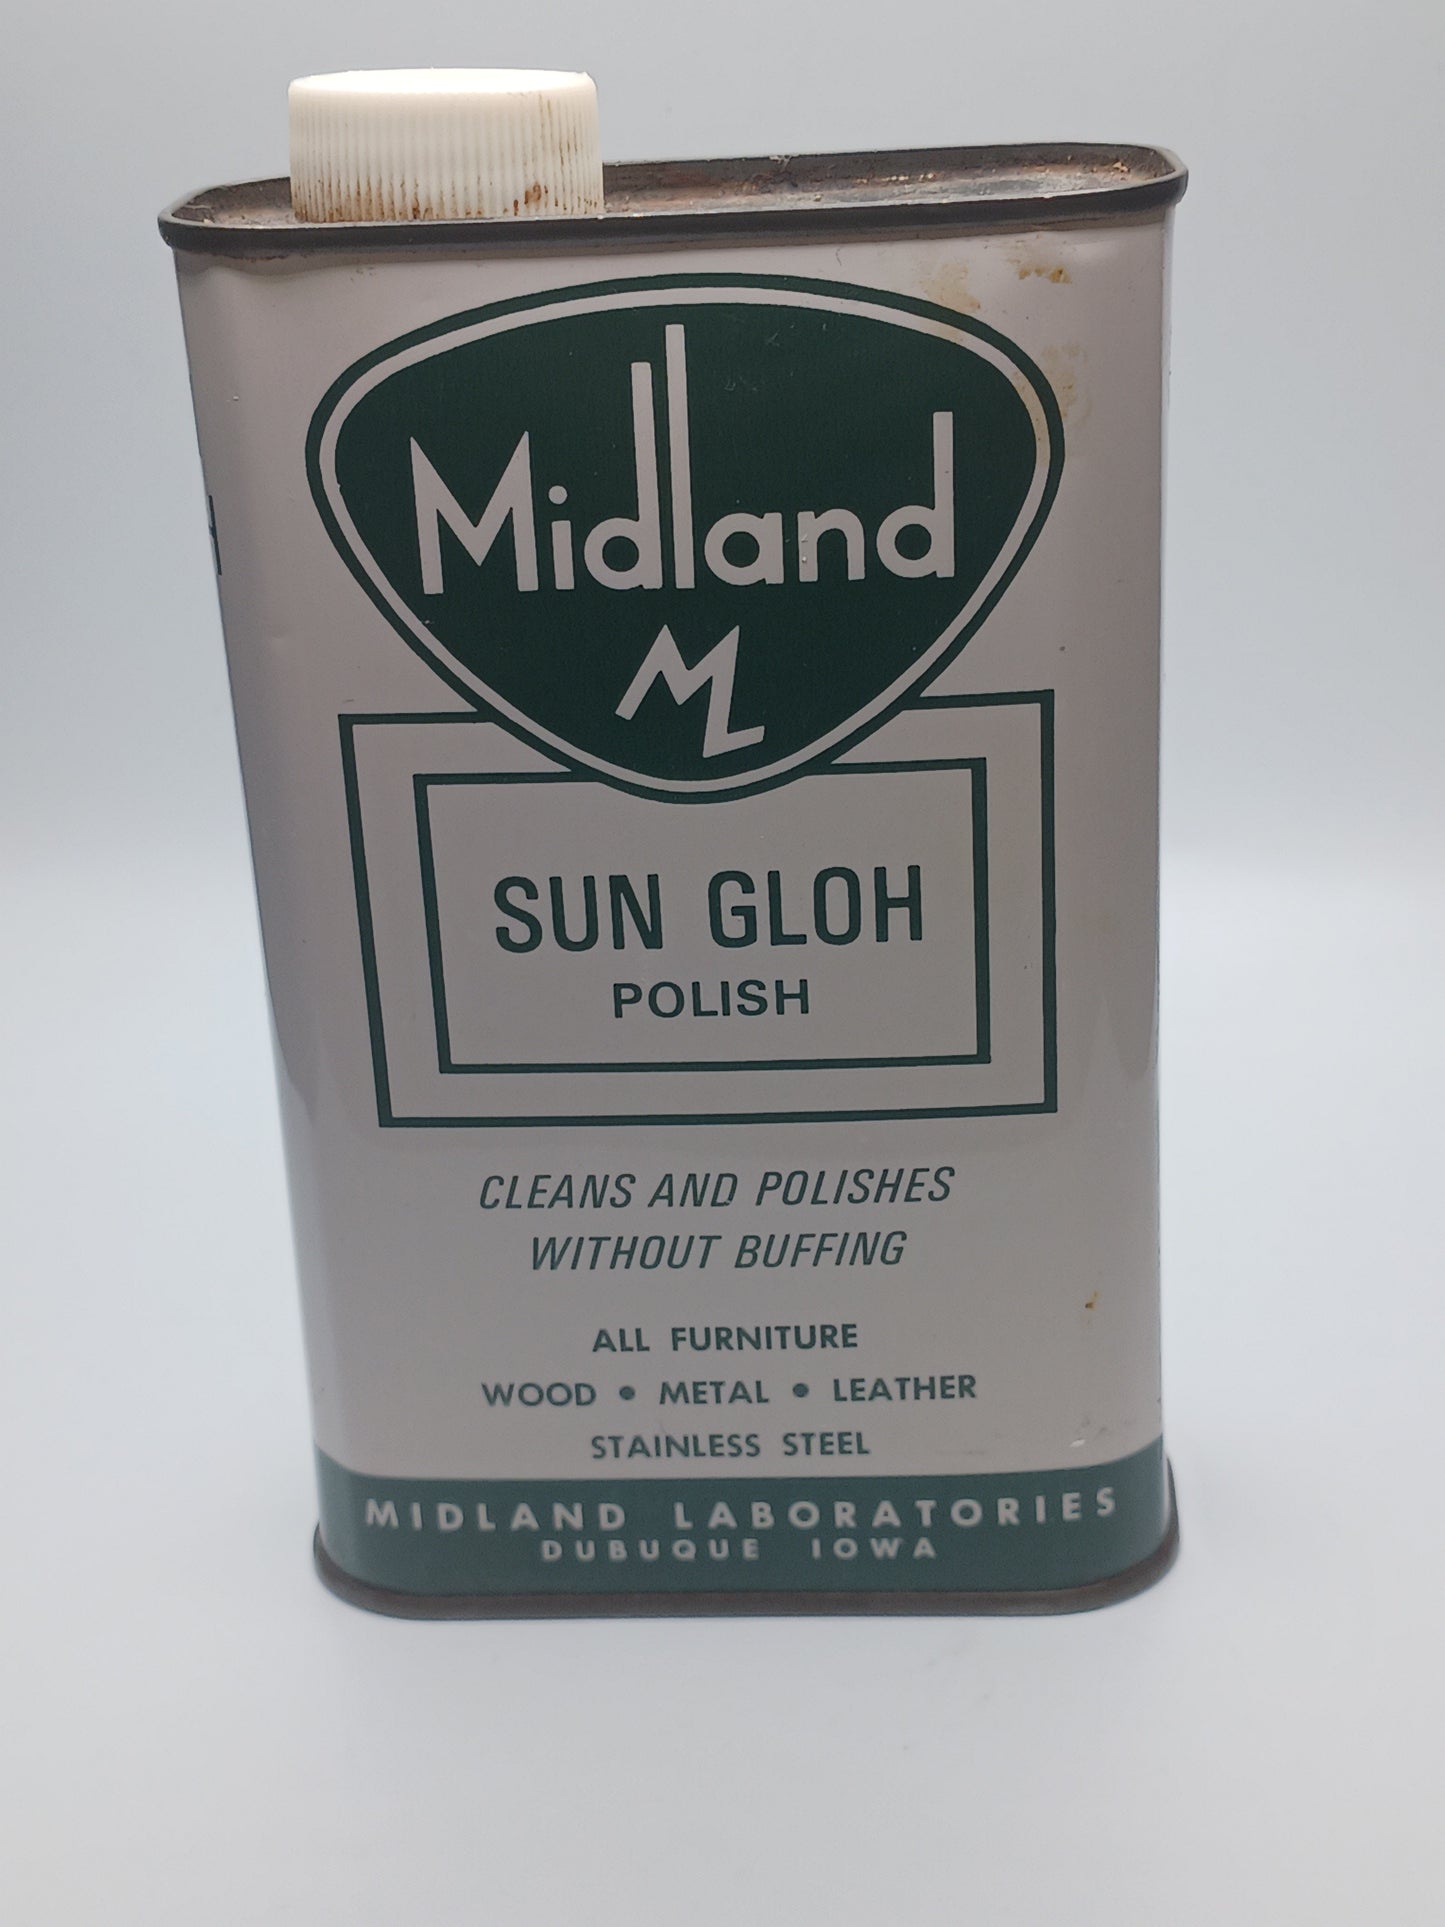 Midland
M
SUN GLOH
POLISH
CLEANS AND POLISHES
WITHOUT BUFFING
ALL FURNITURE
WOOD • METAL • LEATHER
STAINLESS STEEL
MIDLAND LABORATORIES
DUBUQUE IOWA